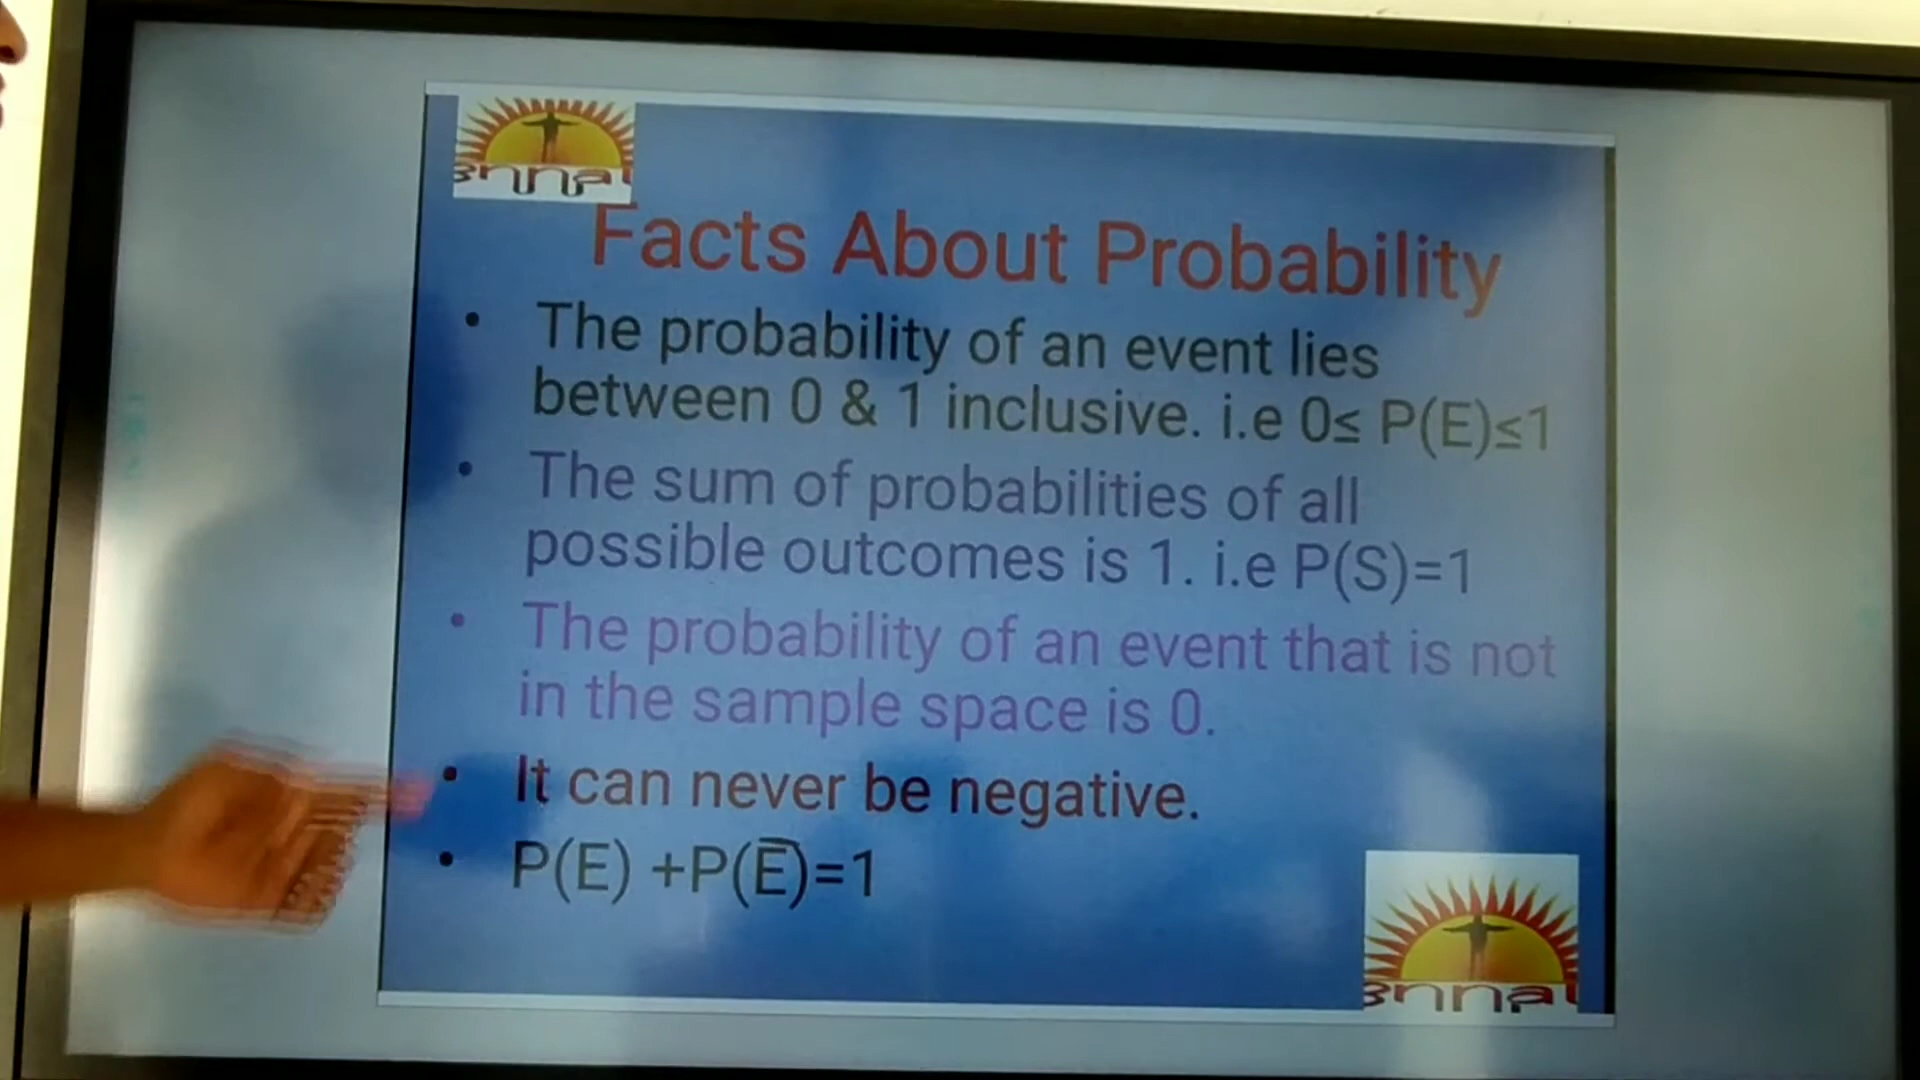 Facts About Probability
• The probability of an event lies
between 0 & 1 inclusive. i.e 0≤ P(E)≤1
• The sum of probabilities of all
possible outcomes is 1. i.e P(S)=1
• The probability of an event that is not
in the sample space is 0.
• It can never be negative.
• P(E) +P(E̅)=1